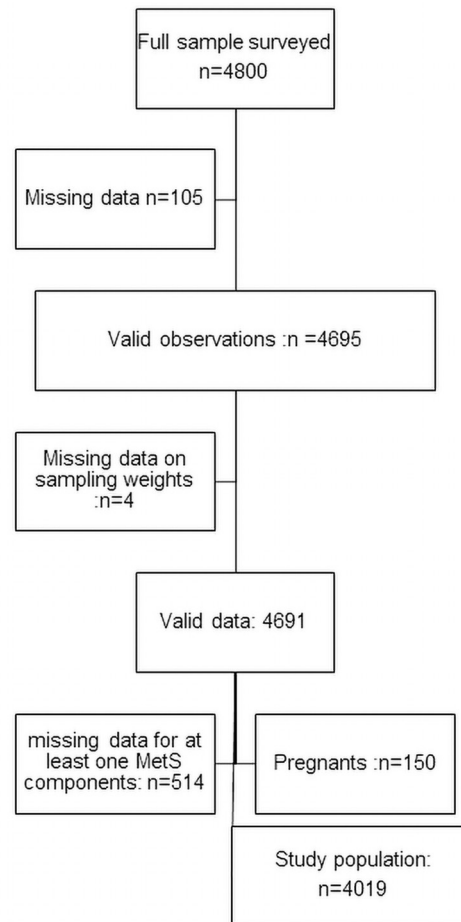 Full sample surveyed
n=4800
Missing data n=105
Valid observations :n =4695
Missing data on
sampling weights
:n=4
Valid data: 4691
missing data for at
least one MetS
components: n=514
Pregnants :n=150
Study population:
n=4019